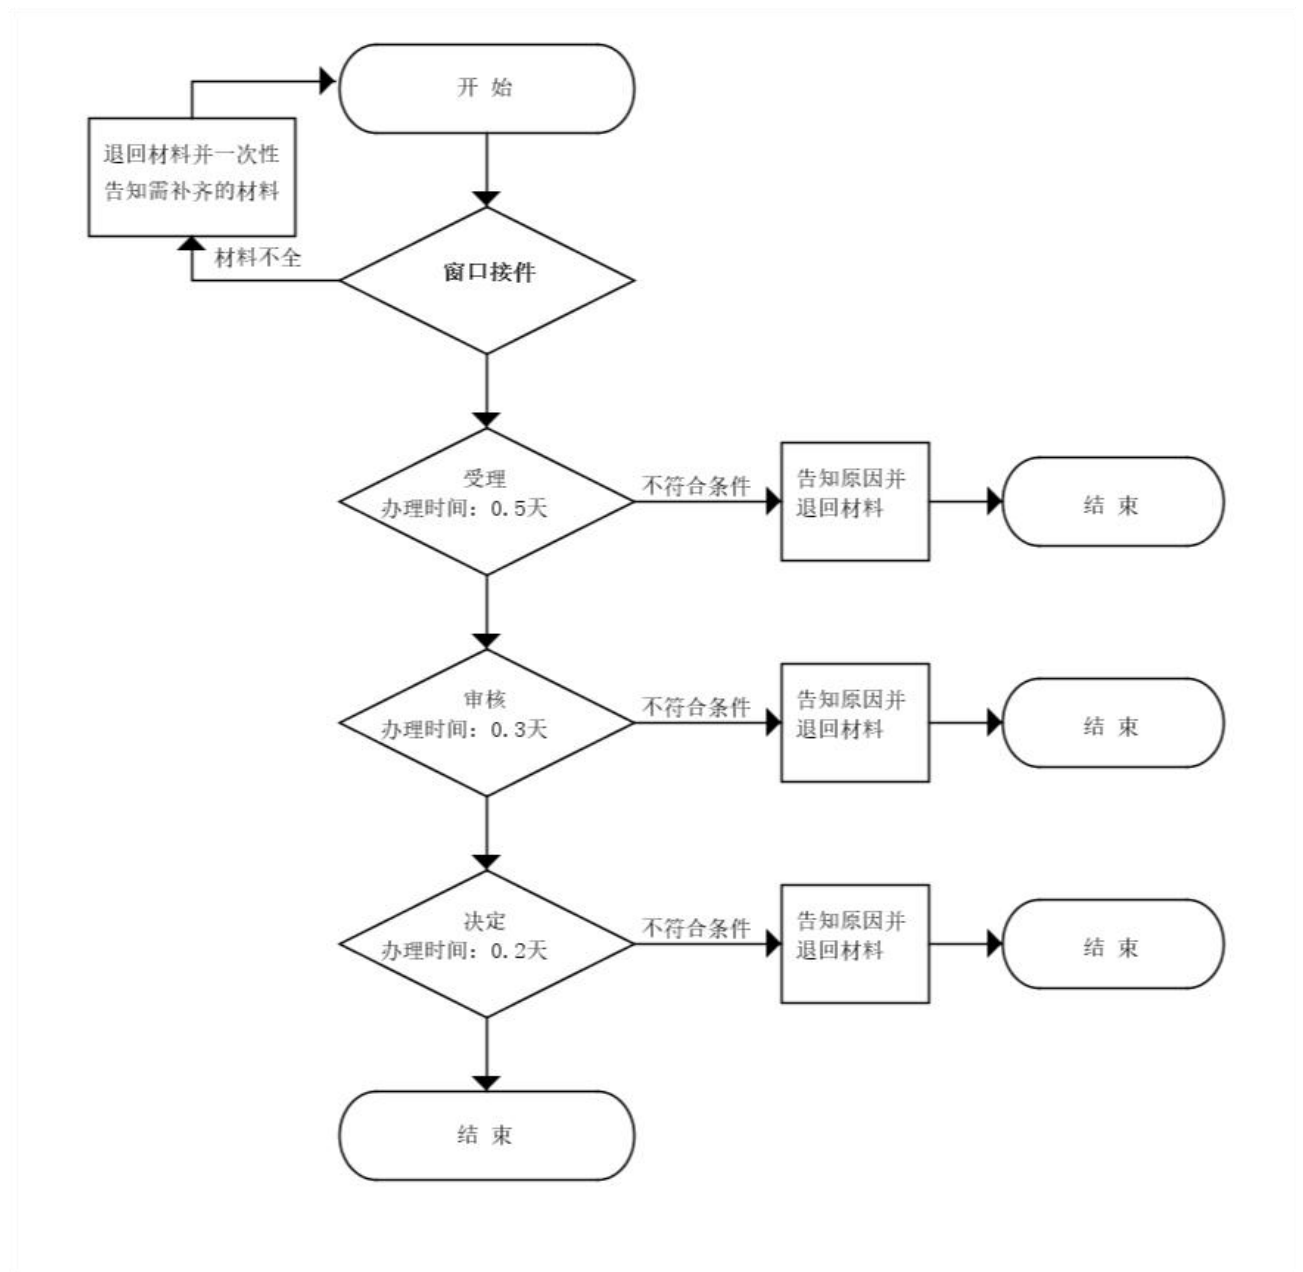 开 始
退回材料并一次性
告知需补齐的材料
材料不全
窗口接件
受理
办理时间: 0.5天
不符合条件
告知原因并
退回材料
结 束
审核
办理时间: 0.3天
不符合条件
告知原因并
退回材料
结 束
决定
办理时间: 0.2天
不符合条件
告知原因并
退回材料
结 束
结 束